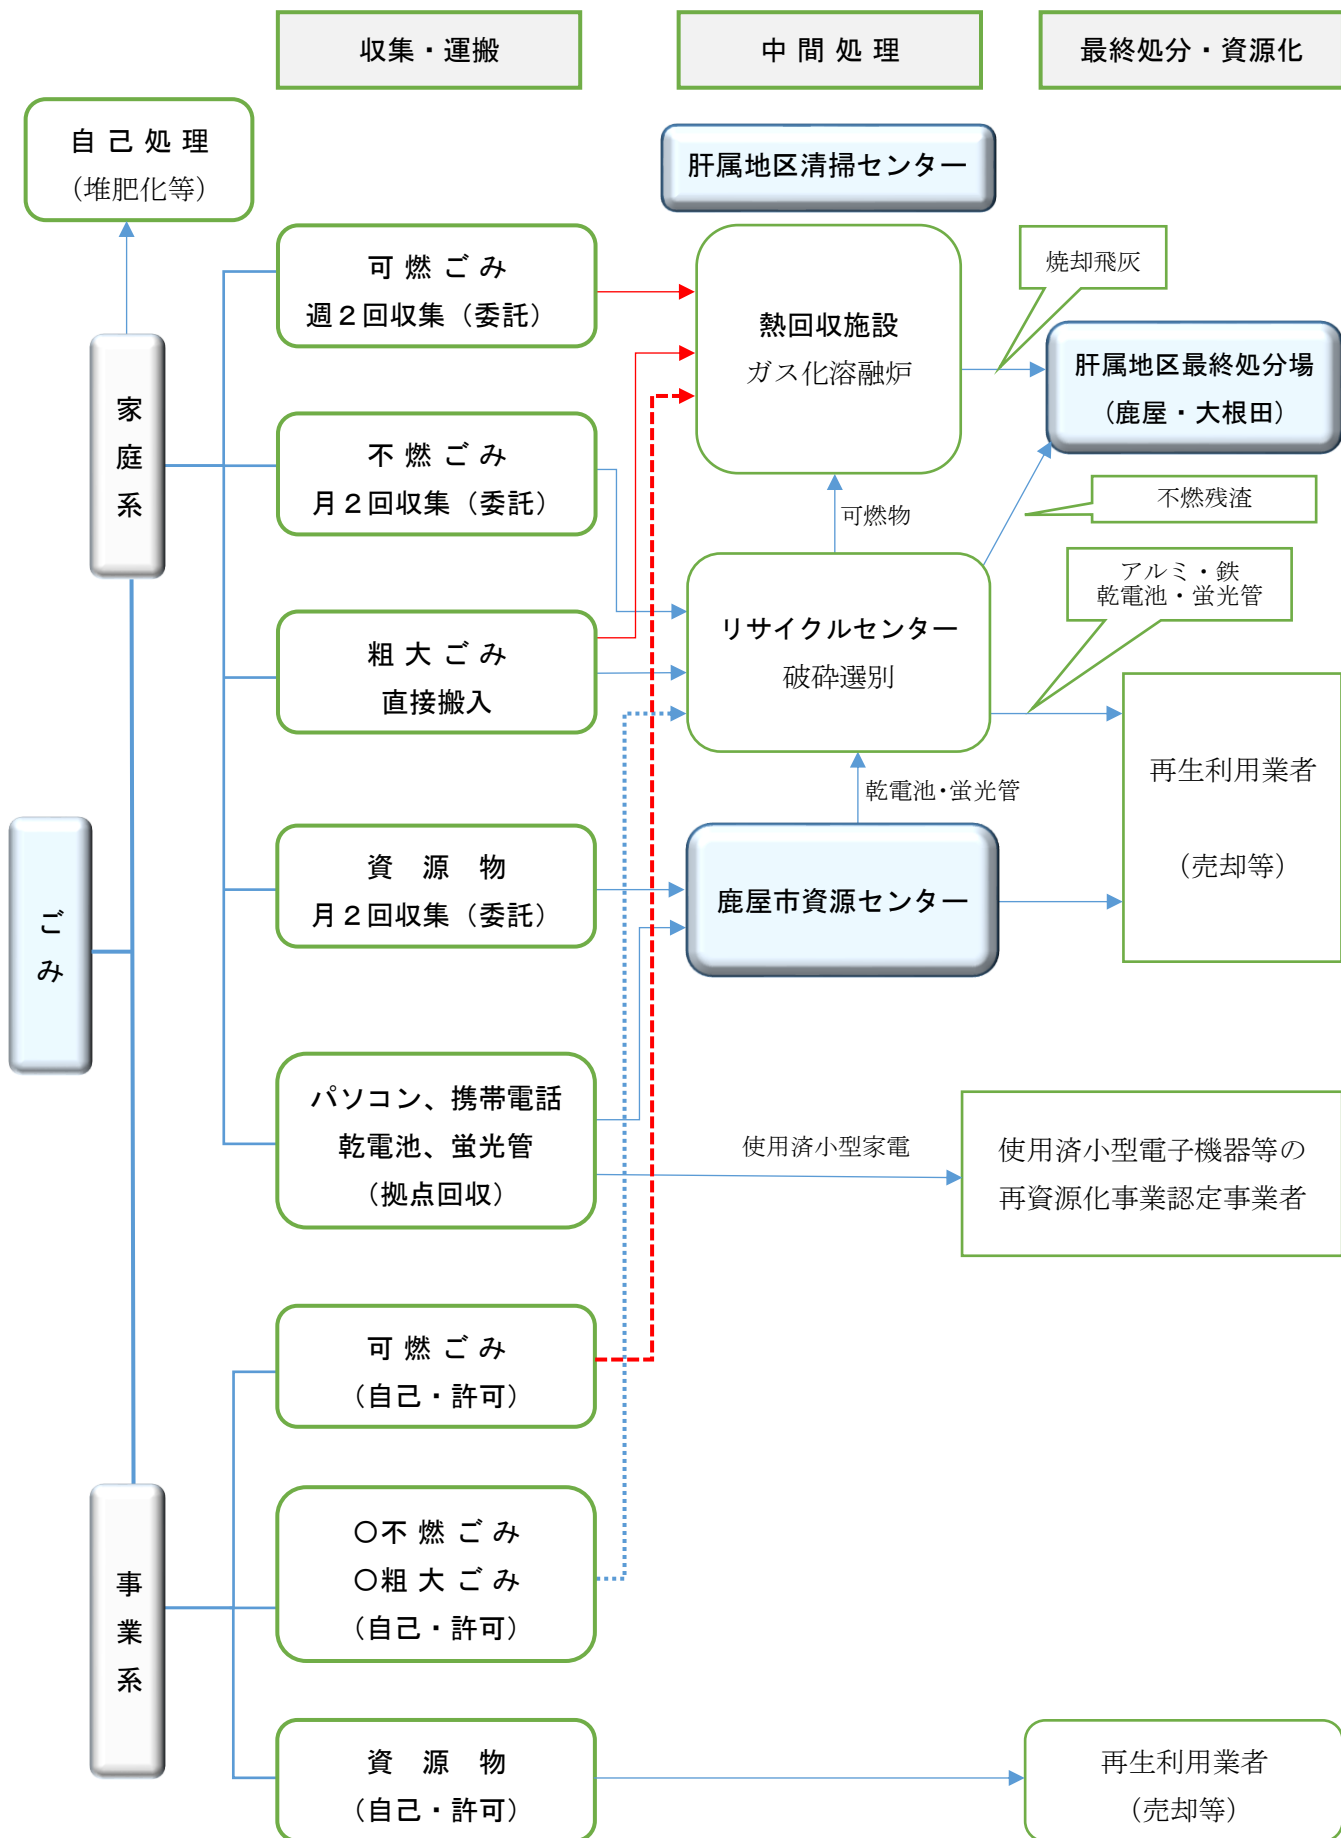 収集・運搬
中 間 処 理
最終処分・資源化
自 己 処 理
（堆肥化等）
肝属地区清掃センター
可 燃 ご み
週２回収集（委託）
熱回収施設
ガス化溶融炉
焼却飛灰
肝属地区最終処分場
（鹿屋・大根田）
家庭系
不 燃 ご み
月２回収集（委託）
可燃物
不燃残渣
アルミ・鉄
乾電池・蛍光管
粗 大 ご み
直接搬入
リサイクルセンター
破砕選別
再生利用業者
（売却等）
乾電池・蛍光管
資　源　物
月２回収集（委託）
鹿屋市資源センター
ごみ
パソコン、携帯電話
乾電池、蛍光管
（拠点回収）
使用済小型家電
使用済小型電子機器等の
再資源化事業認定事業者
可 燃 ご み
（自己・許可）
事業系
○不 燃 ご み
○粗 大 ご み
（自己・許可）
資　源　物
（自己・許可）
再生利用業者
（売却等）